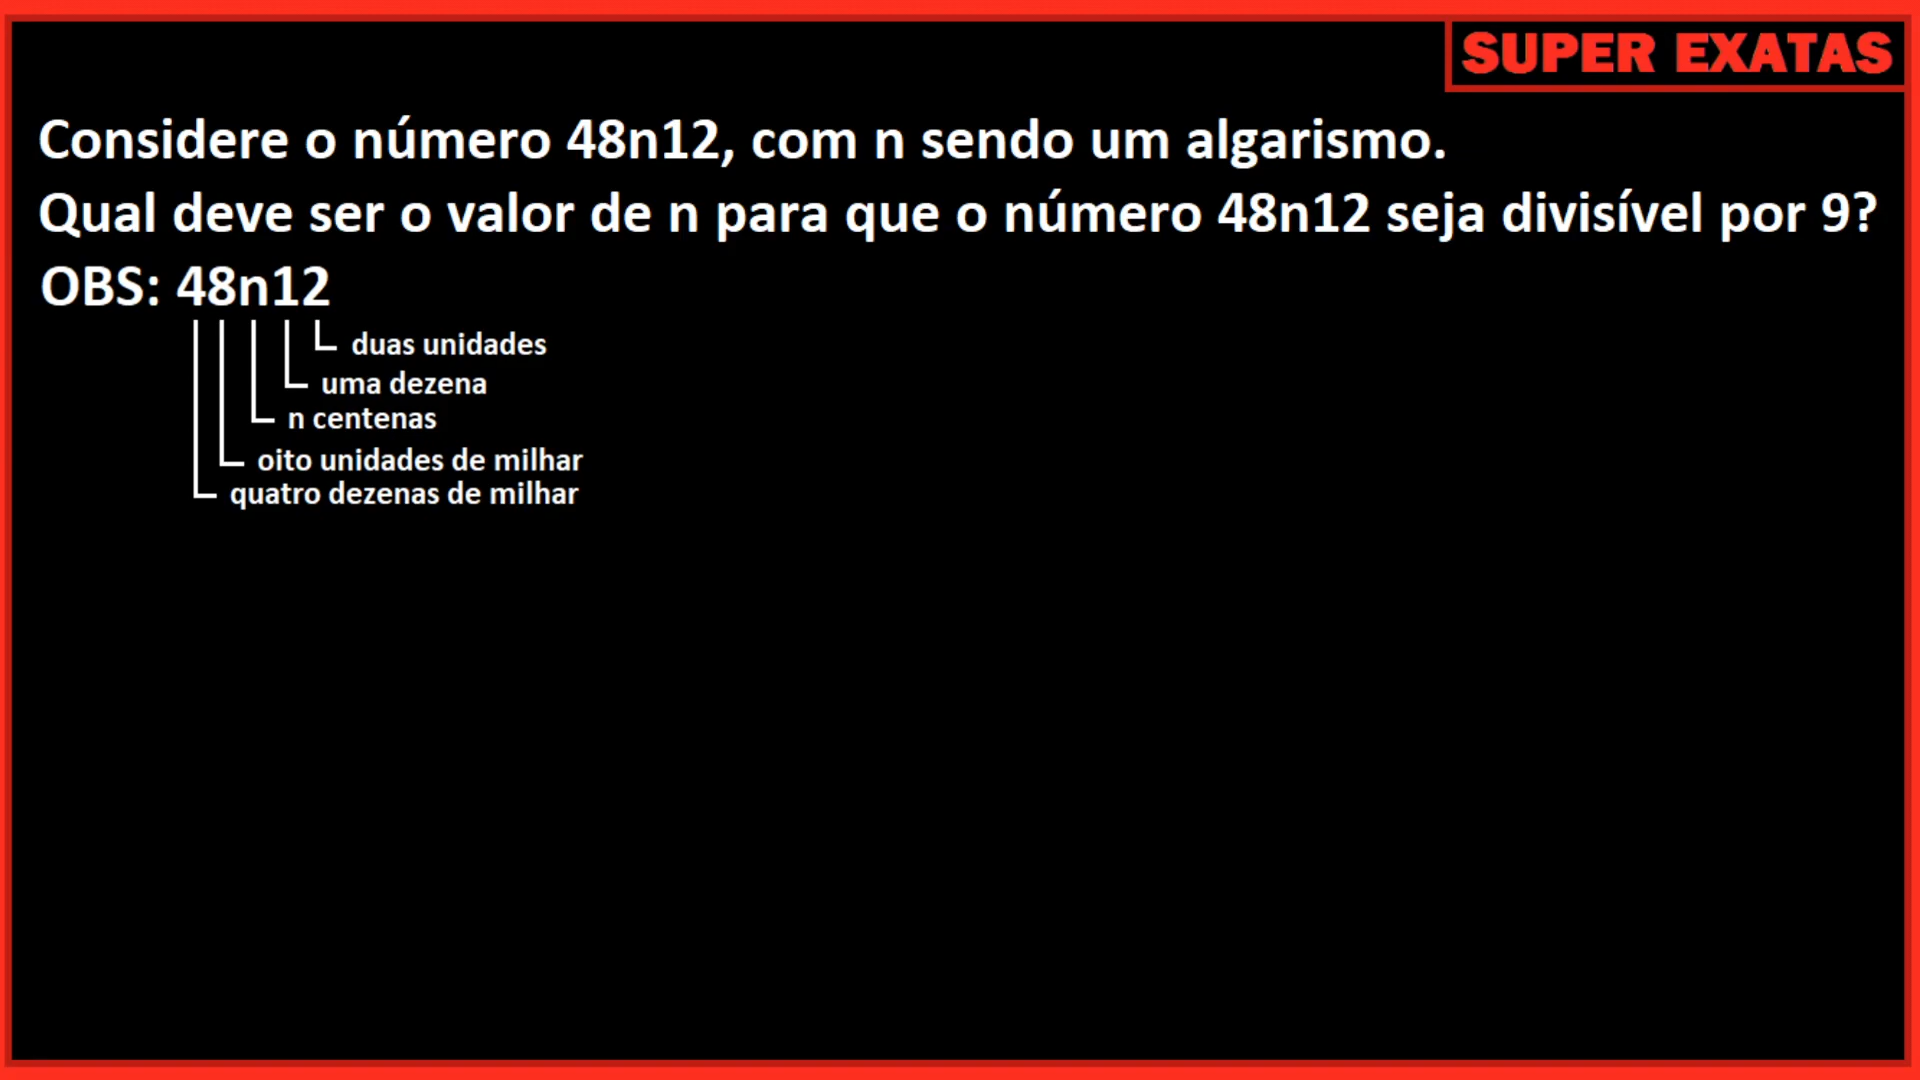 SUPER EXATAS
Considere o número 48n12, com n sendo um algarismo.
Qual deve ser o valor de n para que o número 48n12 seja divisível por 9?
OBS: 48n12
duas unidades
uma dezena
n centenas
oito unidades de milhar
quatro dezenas de milhar